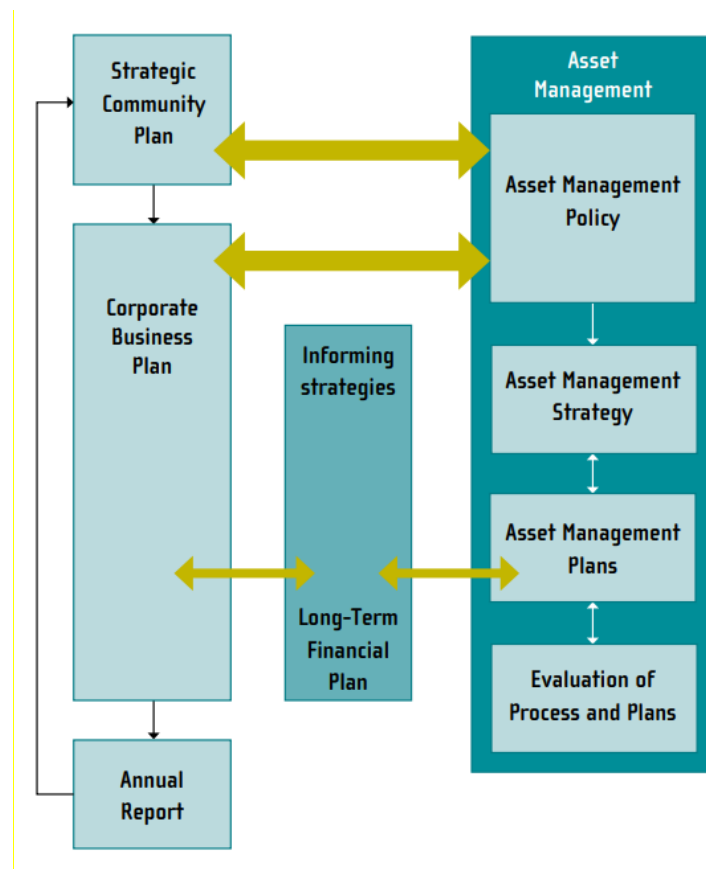 Strategic
Community
Plan
Corporate
Business
Plan
Annual
Report
Informing
strategies
Long-Term
Financial
Plan
Asset
Management
Asset Management
Policy
Asset Management
Strategy
Asset Management
Plans
Evaluation of
Process and Plans